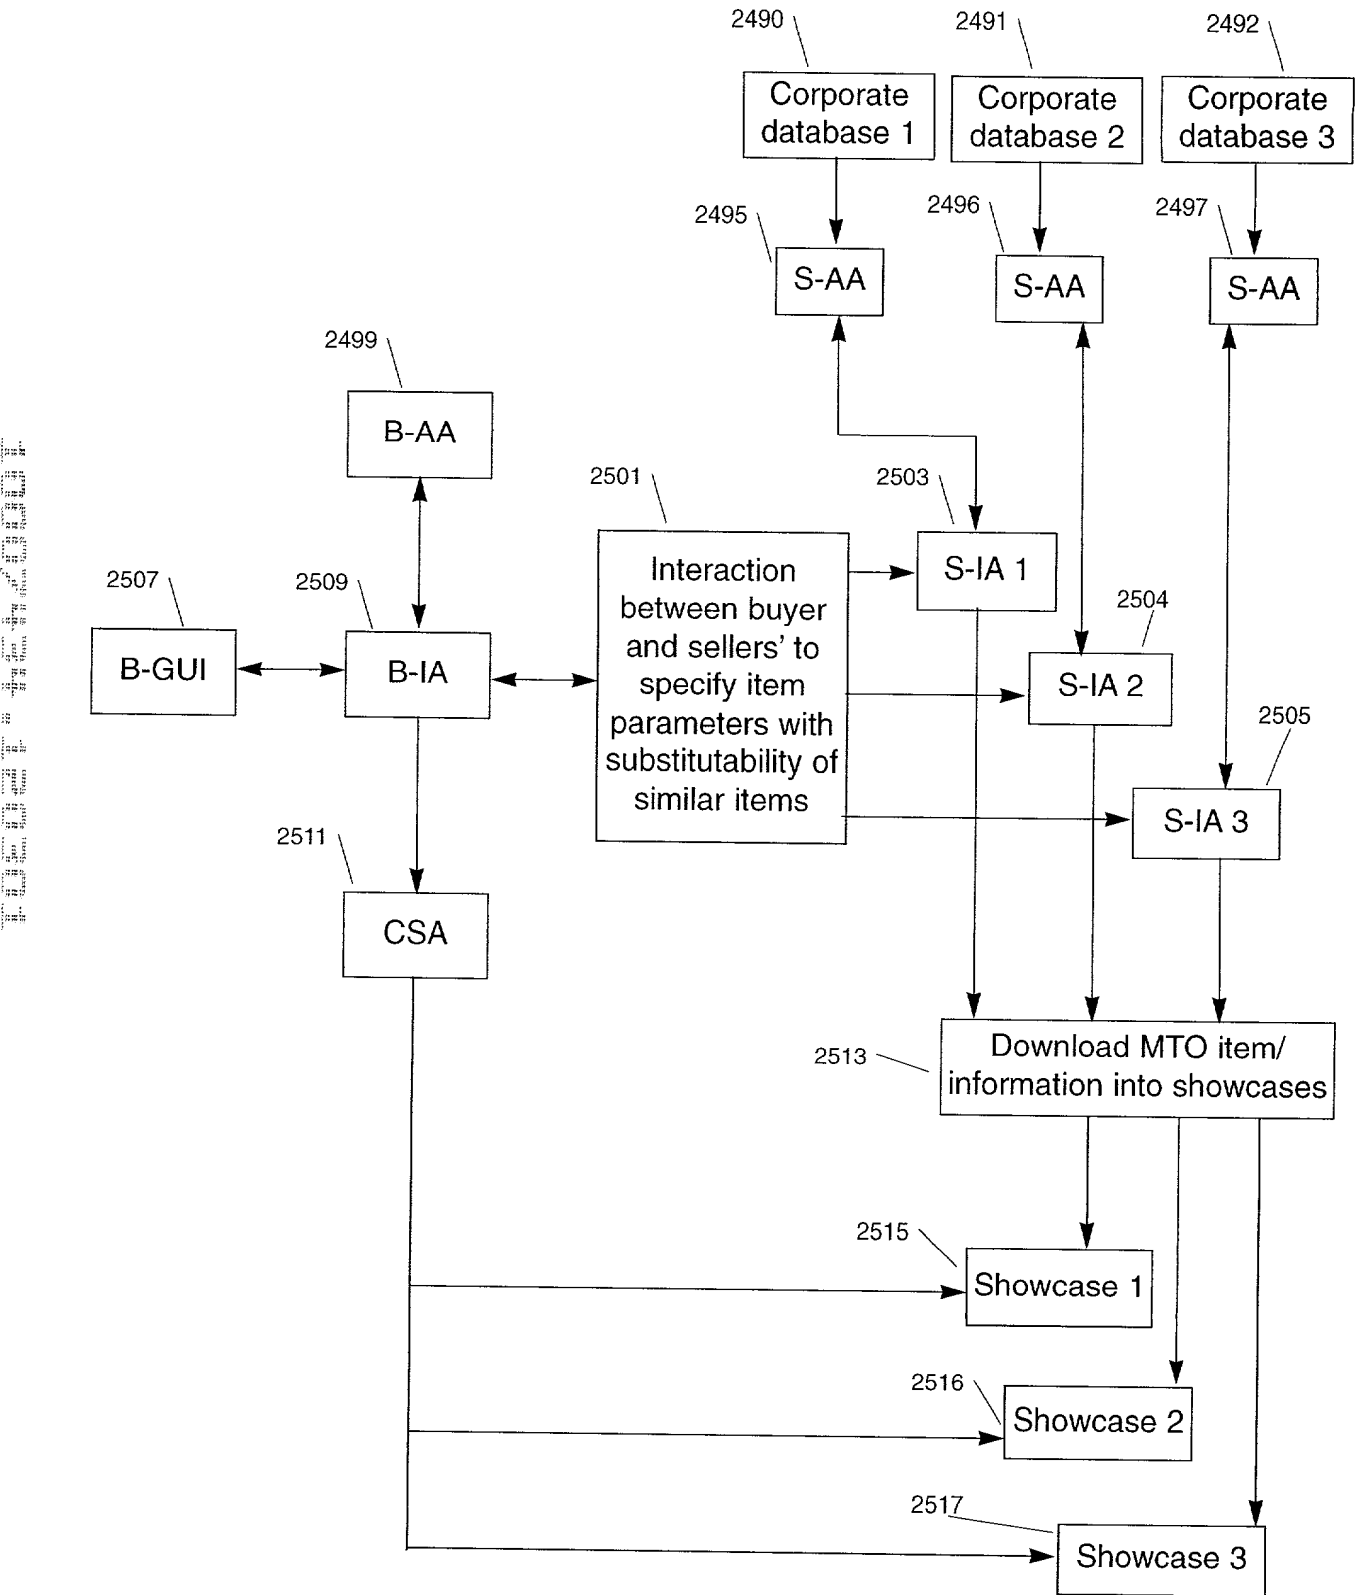 2490
2491
2492
Corporate
database 1
Corporate
database 2
Corporate
database 3
2495
2496
2497
S-AA
S-AA
S-AA
2499
B-AA
2501
2503
Interaction
between buyer
and sellers' to
specify item
parameters with
substitutability of
similar items
S-IA 1
2507
2509
2504
B-GUI
B-IA
S-IA 2
2505
S-IA 3
2511
CSA
2513
Download MTO item/
information into showcases
2515
Showcase 1
2516
Showcase 2
2517
Showcase 3